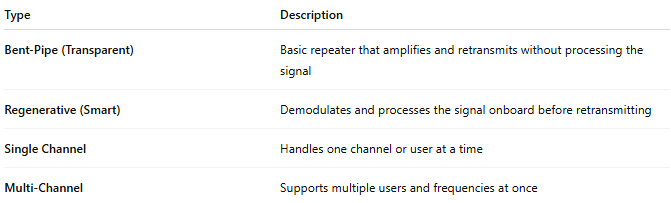 Type Description
Bent-Pipe (Transparent) Basic repeater that amplifies and retransmits without processing the
signal
Regenerative (Smart) Demodulates and processes the signal onboard before retransmitting
Single Channel Handles one channel or user at a time
Multi-Channel Supports multiple users and frequencies at once